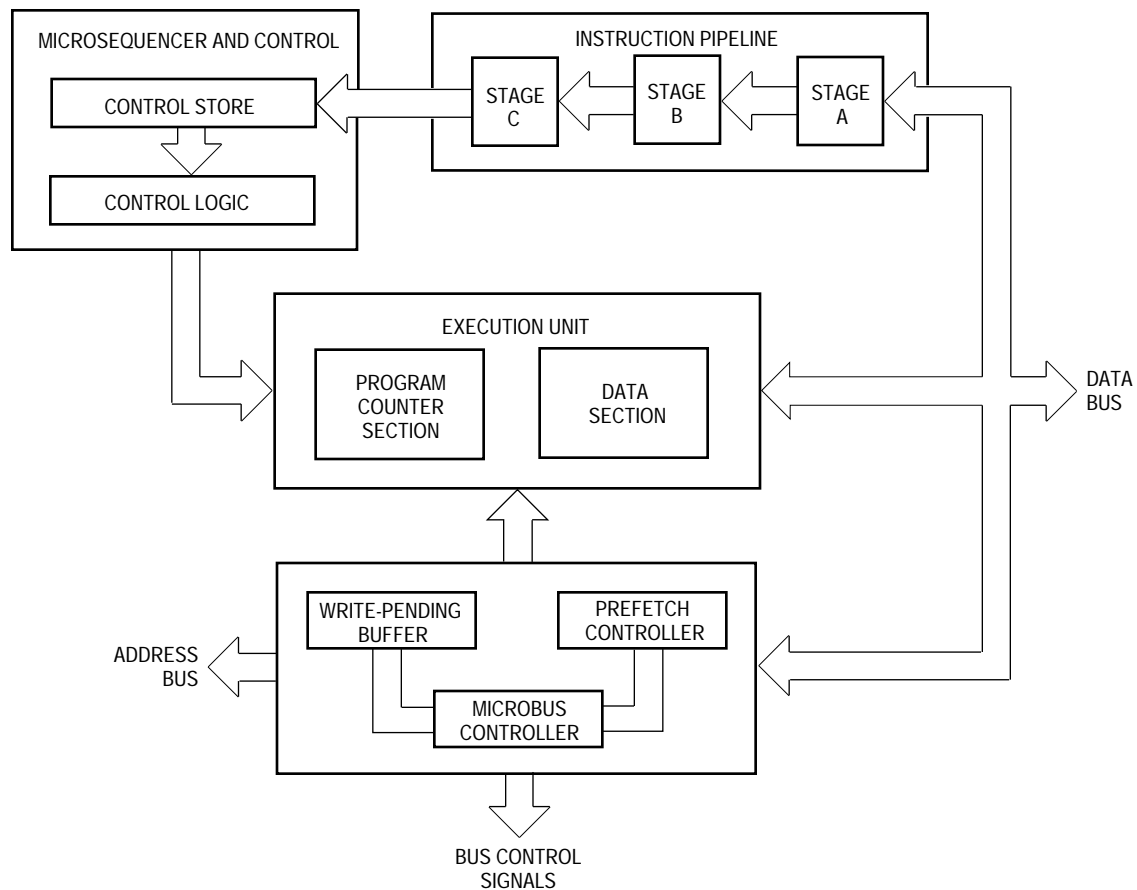 MICROSEQUENCER AND CONTROL
CONTROL STORE
CONTROL LOGIC
INSTRUCTION PIPELINE
STAGE
C
STAGE
B
STAGE
A
EXECUTION UNIT
PROGRAM
COUNTER
SECTION
DATA
SECTION
DATA
BUS
WRITE-PENDING
BUFFER
PREFETCH
CONTROLLER
MICROBUS
CONTROLLER
ADDRESS
BUS
BUS CONTROL
SIGNALS